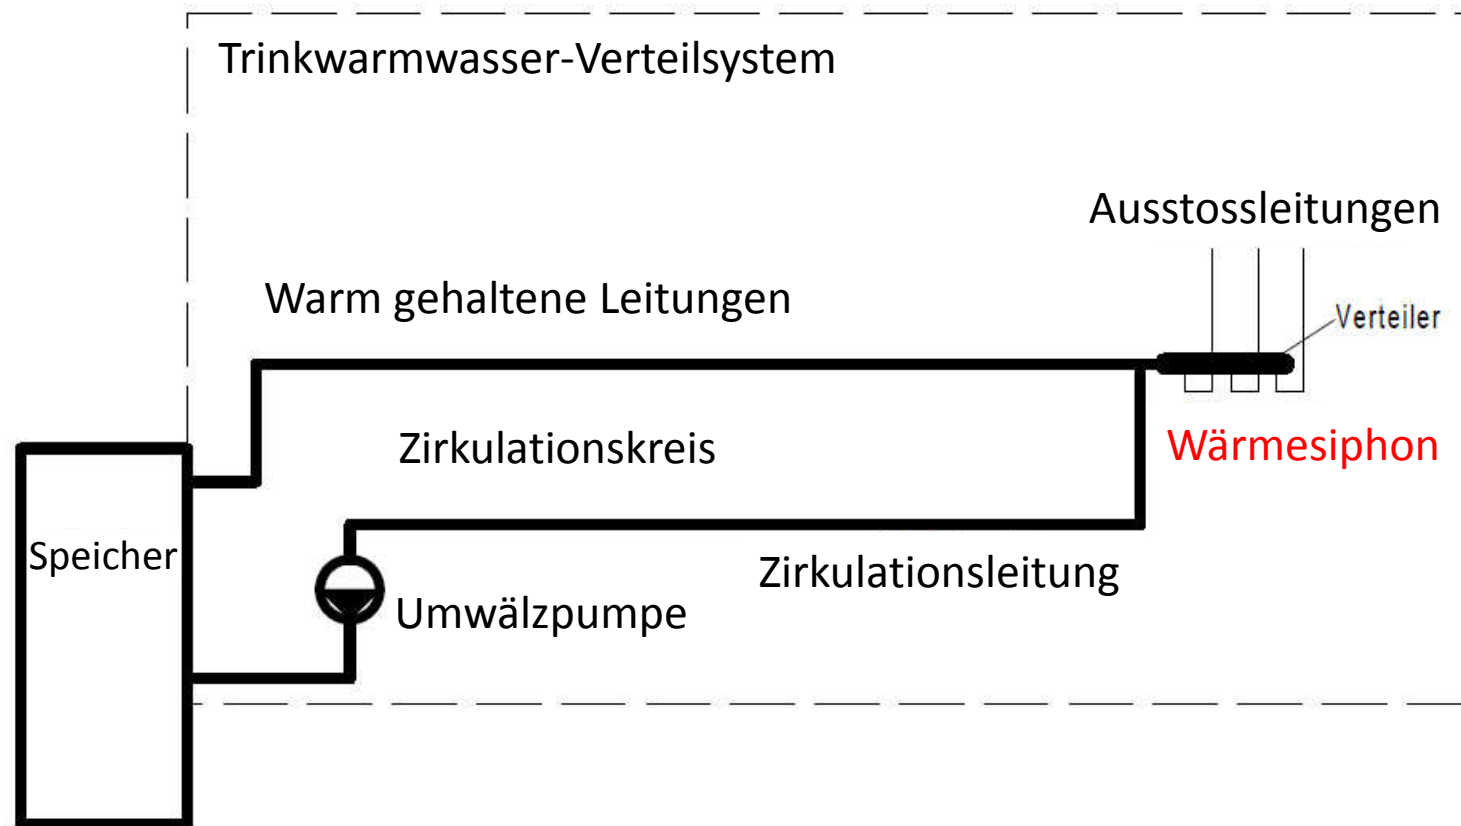 Trinkwarmwasser-Verteilsystem
Ausstossleitungen
Warm gehaltene Leitungen
Verteiler
Zirkulationskreis
Wärmesiphon
Speicher
Zirkulationsleitung
Umwälzpumpe